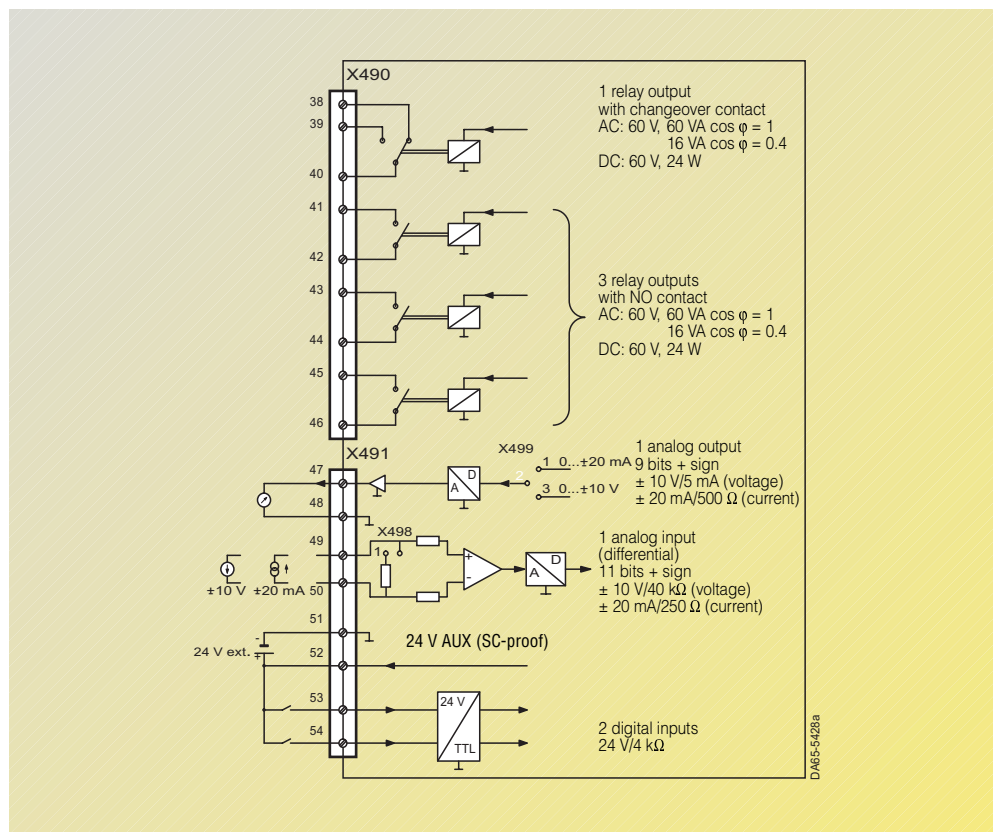 X490
38
39
40
41
42
43
44
45
46
1 relay output
with changeover contact
AC: 60 V, 60 VA cos φ = 1
16 VA cos φ = 0.4
DC: 60 V, 24 W
3 relay outputs
with NO contact
AC: 60 V, 60 VA cos φ = 1
16 VA cos φ = 0.4
DC: 60 V, 24 W
X491
47
48
49
50
51
52
53
54
D
A
X499
1 0...±20 mA
2
3 0...±10 V
1 analog output
9 bits + sign
± 10 V/5 mA (voltage)
± 20 mA/500 Ω (current)
X498
1
+
-
D
A
±10 V ±20 mA
1 analog input
(differential)
11 bits + sign
± 10 V/40 kΩ (voltage)
± 20 mA/250 Ω (current)
-
24 V ext.
+
24 V AUX (SC-proof)
24 V
TTL
2 digital inputs
24 V/4 kΩ
DA65-5428a